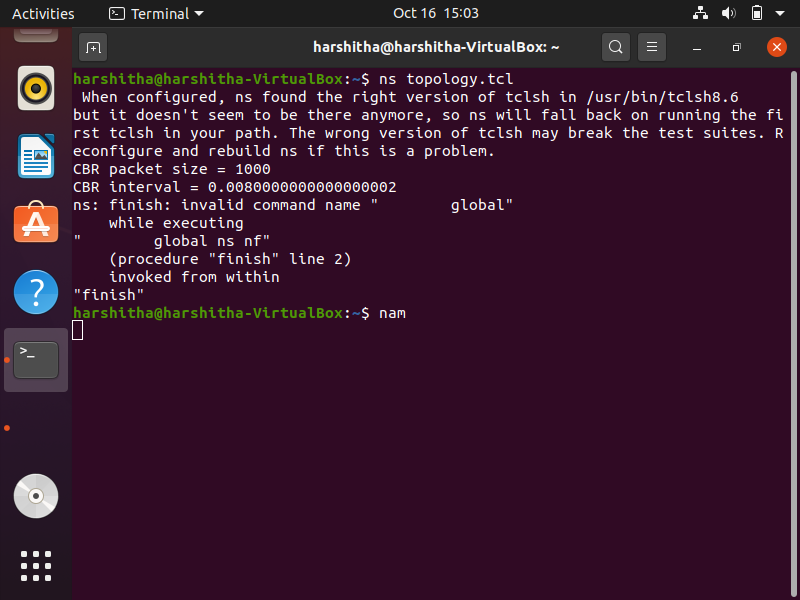 Activities
Terminal
Oct 16 15:03
harshitha@harshitha-VirtualBox: ~
harshitha@harshitha-VirtualBox:~$ ns topology.tcl
 When configured, ns found the right version of tclsh in /usr/bin/tclsh8.6
but it doesn't seem to be there anymore, so ns will fall back on running the fi
rst tclsh in your path. The wrong version of tclsh may break the test suites. R
econfigure and rebuild ns if this is a problem.
CBR packet size = 1000
CBR interval = 0.0080000000000000002
ns: finish: invalid command name "        global"
    while executing
"        global ns nf"
    (procedure "finish" line 2)
    invoked from within
"finish"
harshitha@harshitha-VirtualBox:~$ nam